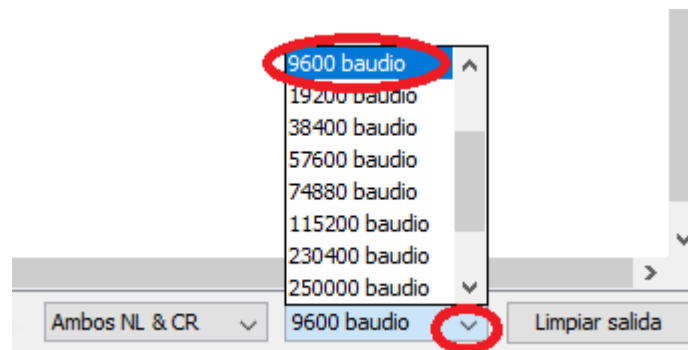 9600 baudio
19200 baudio
38400 baudio
57600 baudio
74880 baudio
115200 baudio
230400 baudio
250000 baudio
Ambos NL & CR 9600 baudio Limpiar salida